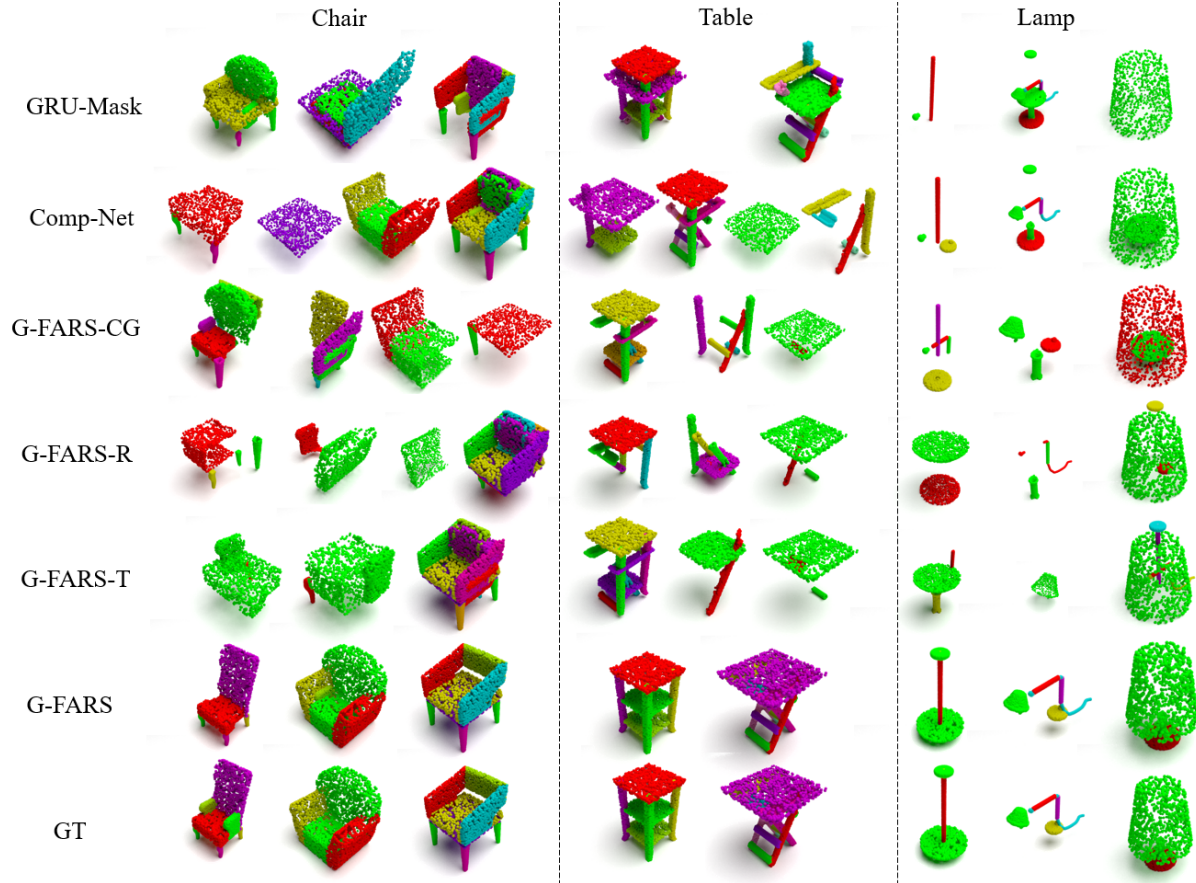 Chair Table Lamp
GRU-Mask
Comp-Net
G-FARS-CG
G-FARS-R
G-FARS-T
G-FARS
GT